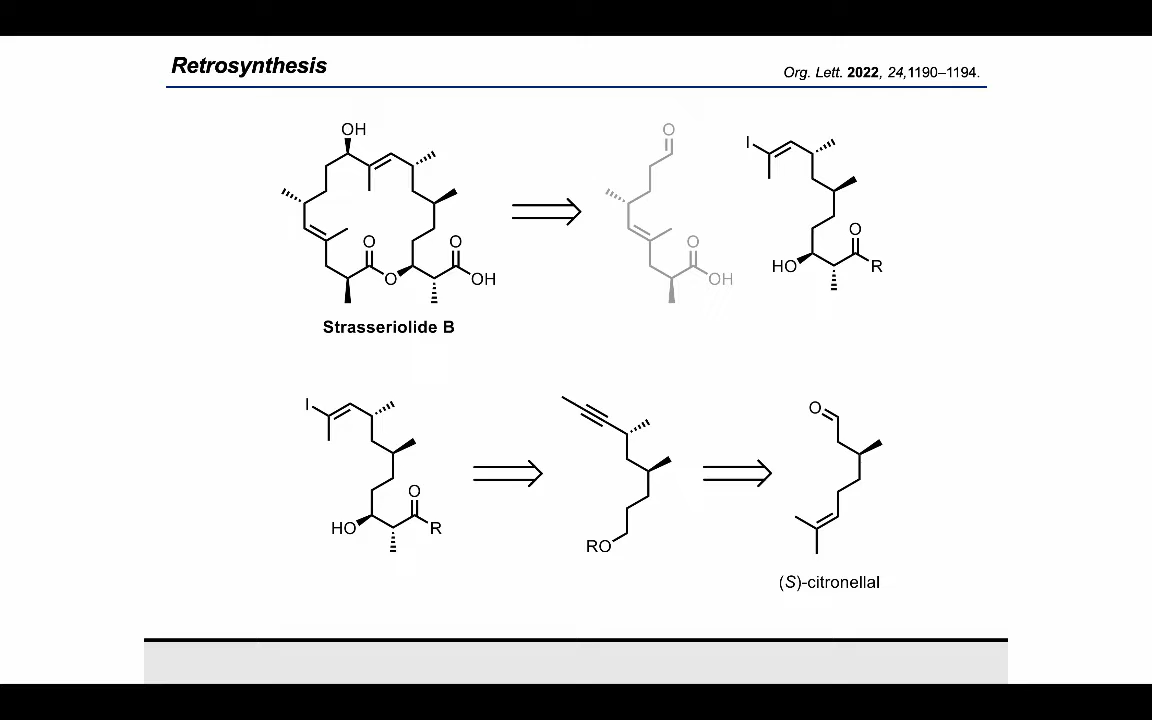 Retrosynthesis
Org. Lett. 2022, 24,1190–1194.
OH
O
O
O
OH
Strasseriolide B
O
O
OH
I
O
HO
R
I
O
HO
R
RO
O
(S)-citronellal